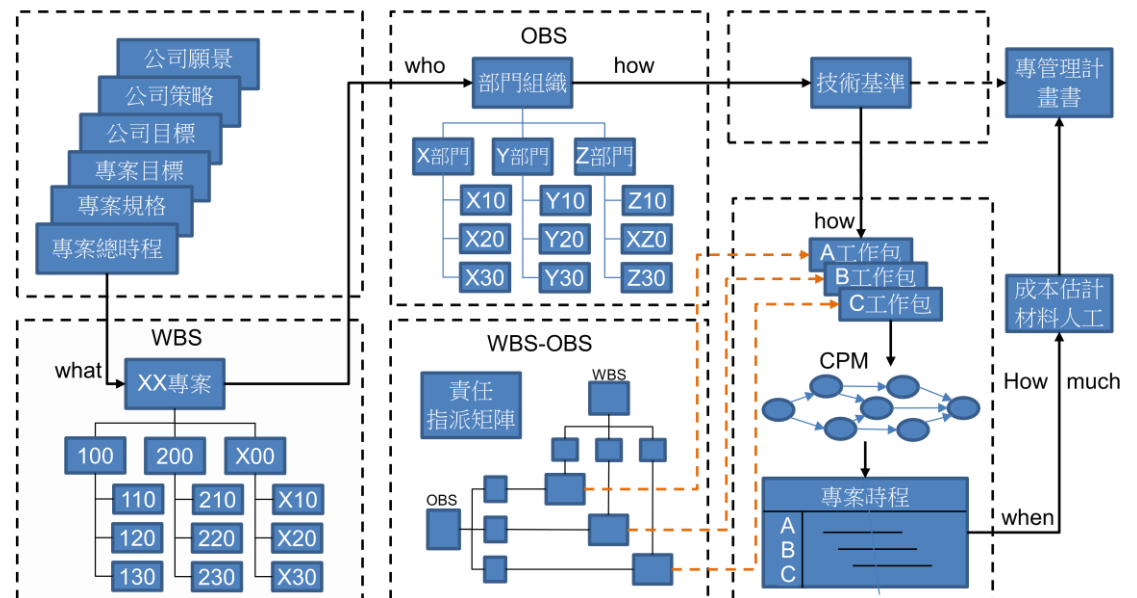 公司願景
公司策略
公司目標
專案目標
專案規格
專案總時程
what
WBS
XX專案
100
200
X00
110
210
X10
120
220
X20
130
230
X30
who
OBS
部門組織
how
X部門
Y部門
Z部門
X10
Y10
Z10
X20
Y20
XZ0
X30
Y30
Z30
WBS-OBS
責任
指派矩陣
WBS
OBS
技術基準
專管理計
畫書
how
A工作包
B工作包
C工作包
CPM
專案時程
A
B
C
when
How much
成本估計
材料人工